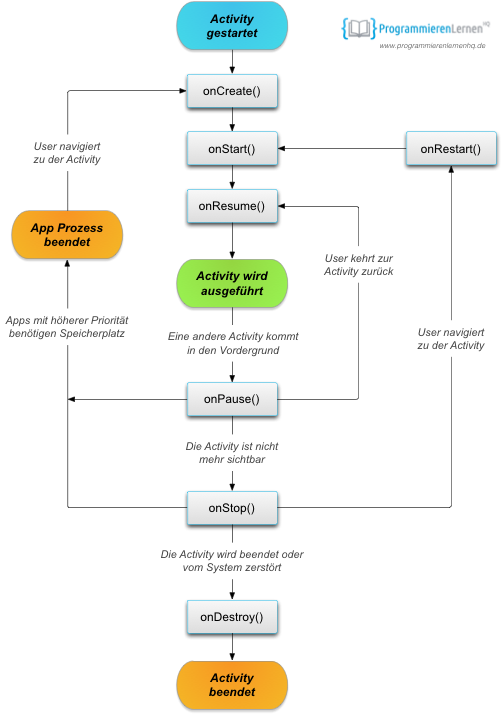 Activity
gestartet
ProgrammierenLernen HQ
www.programmierenlernenhq.de
onCreate()
onStart()
onRestart()
User navigiert
zu der Activity
onResume()
App Prozess
beendet
User kehrt zur
Activity zurück
Activity wird
ausgeführt
Apps mit höherer Priorität
benötigen Speicherplatz
Eine andere Activity kommt
in den Vordergrund
User navigiert
zu der Activity
onPause()
Die Activity ist nicht
mehr sichtbar
onStop()
Die Activity wird beendet oder
vom System zerstört
onDestroy()
Activity
beendet